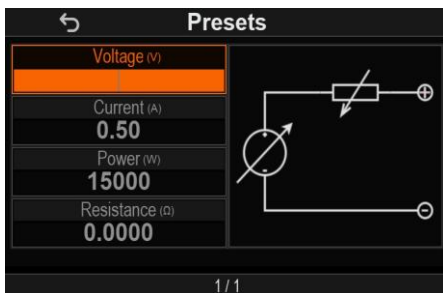 Presets
Voltage (V)
Current (A)
0.50
Power (W)
15000
Resistance (Ω)
0.0000
1/1